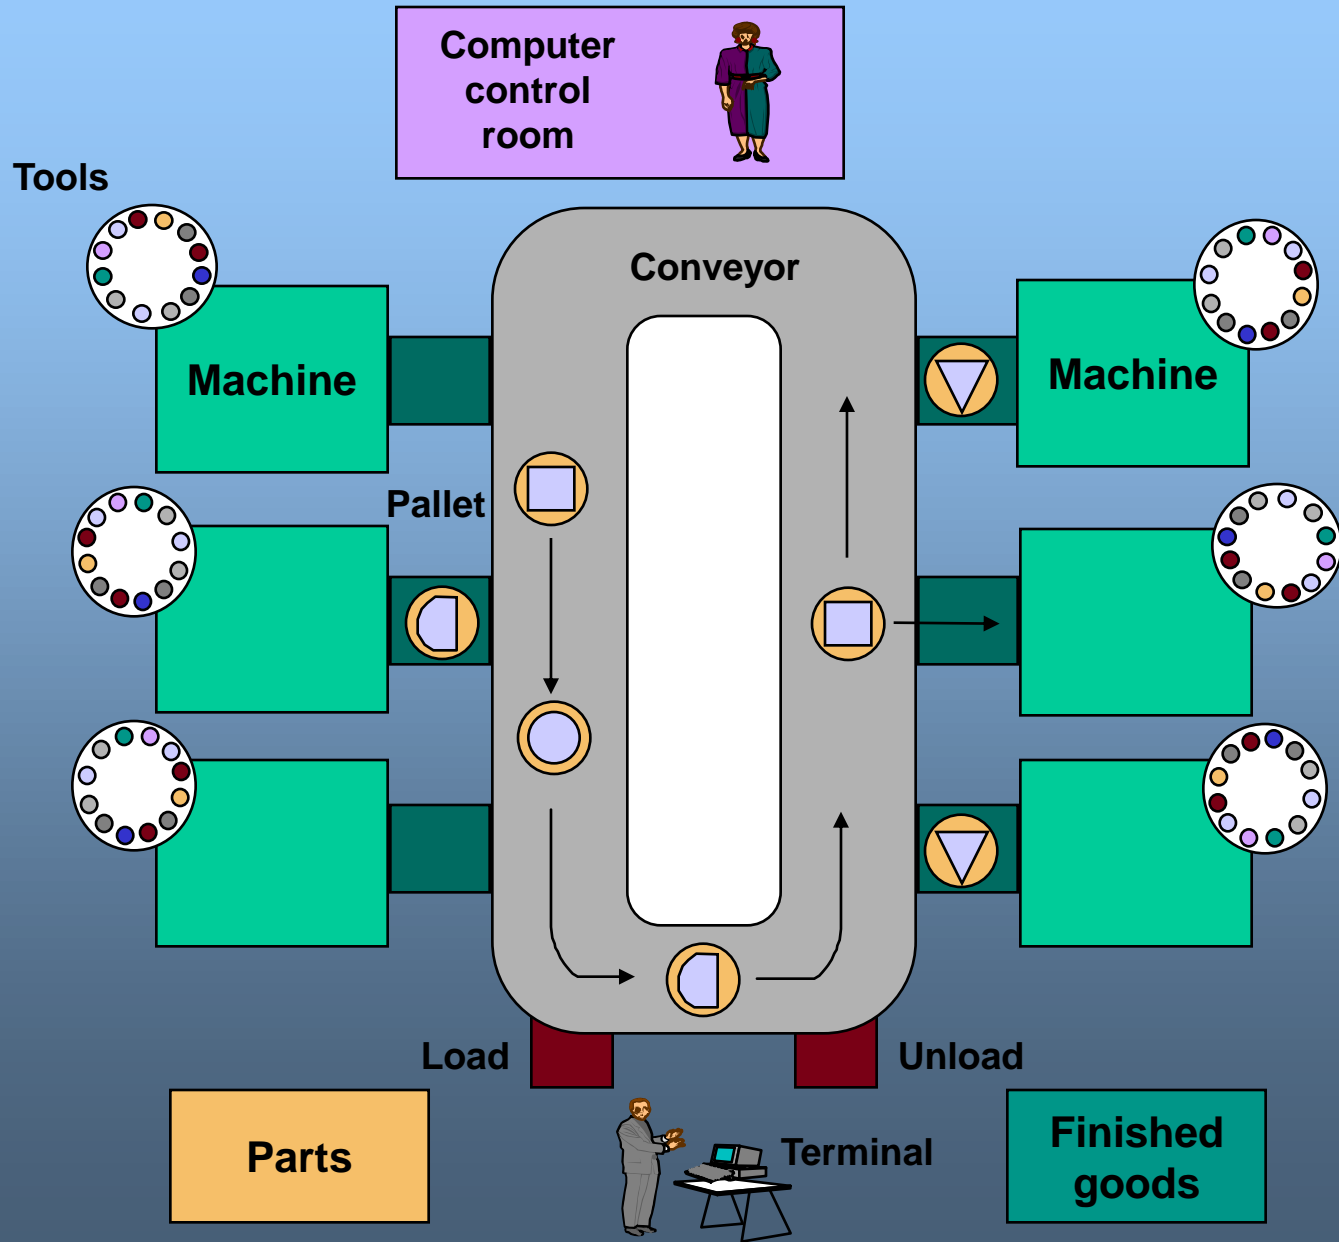 Computer
control
room
Tools
Conveyor
Machine
Machine
Pallet
Load
Unload
Parts
Terminal
Finished
goods